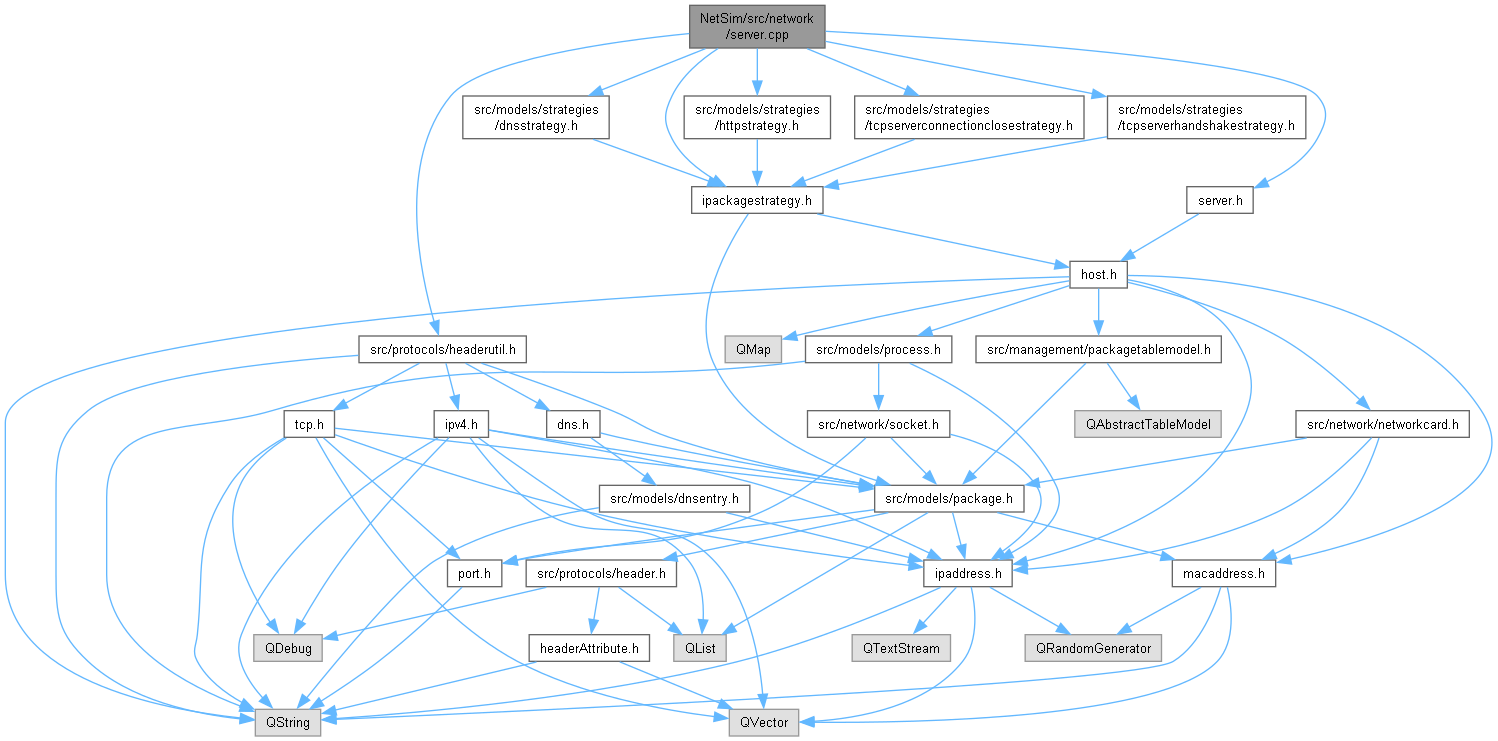 NetSim/src/network
/server.cpp
src/models/strategies
/dnsstrategy.h
src/models/strategies
/httpstrategy.h
src/models/strategies
/tcpserverconnectionclosestrategy.h
src/models/strategies
/tcpserverhandshakestrategy.h
ipackagestrategy.h
server.h
host.h
src/protocols/headerutil.h
QMap
src/models/process.h
src/management/packagetablemodel.h
tcp.h
ipv4.h
dns.h
src/network/socket.h
QAbstractTableModel
src/network/networkcard.h
src/models/dnsentry.h
src/models/package.h
port.h
src/protocols/header.h
ipaddress.h
macaddress.h
QDebug
headerAttribute.h
QList
QTextStream
QRandomGenerator
QString
QVector